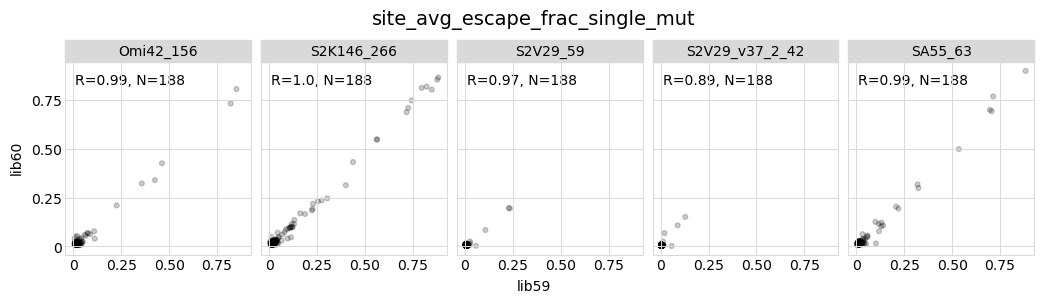 site_avg_escape_frac_single_mut
Omi42_156 S2K146_266 S2V29_59 S2V29_v37_2_42 SA55_63
R=0.99, N=188 R=1.0, N=188 R=0.97, N=188 R=0.89, N=188 R=0.99, N=188
0.75
0.50
0.25
0
lib60
0 0.25 0.50 0.75 0 0.25 0.50 0.75 0 0.25 0.50 0.75 0 0.25 0.50 0.75 0 0.25 0.50 0.75
lib59